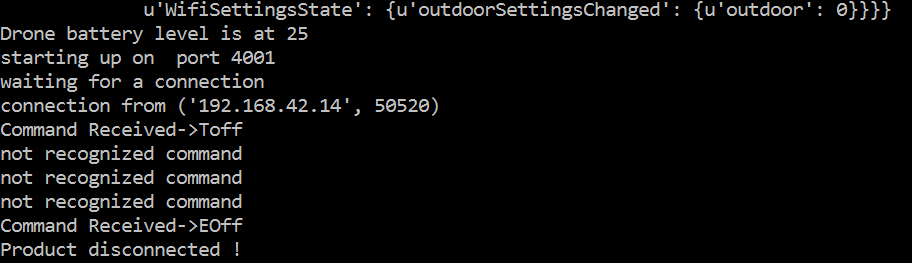 u'WifiSettingsState': {u'outdoorSettingsChanged': {u'outdoor': 0}}}}
Drone battery level is at 25
starting up on  port 4001
waiting for a connection
connection from ('192.168.42.14', 50520)
Command Received->Toff
not recognized command
not recognized command
not recognized command
Command Received->EOff
Product disconnected !